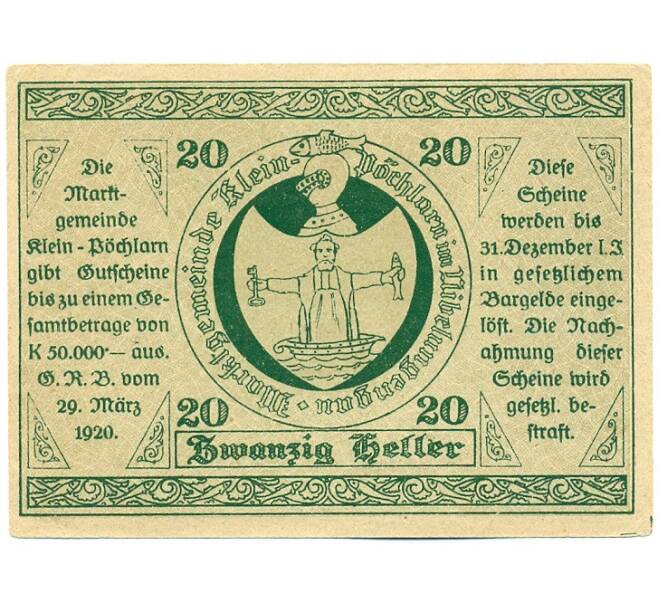 20
20
Die
Markt-
gemeinde
Klein-Pöchlarn
gibt Gutscheine
bis zu einem Ge-
samtbetrage von
K 50.000·— aus.
G. R. B. vom
29. März
1920.
Marktgemeinde Klein-Pöchlarn im Nibelungengau ·
Diese
Scheine
werden bis
31. Dezember l. J
in gesetzlichem
Bargelde einge-
löst. Die Nach-
ahmung dieser
Scheine wird
gesetzl. be-
straft.
20
20
Zwanzig Heller